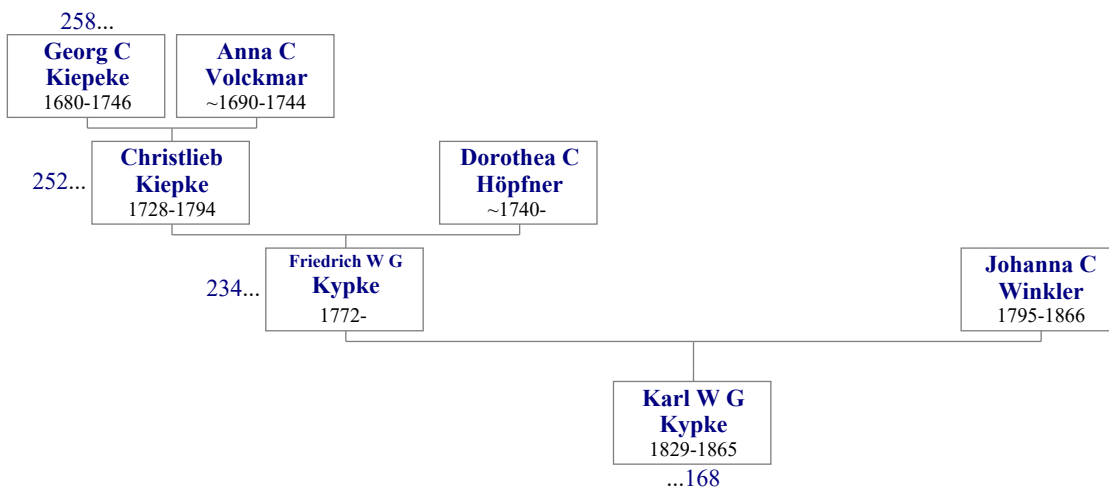 258...
Georg C
Kiepeke
1680-1746
Anna C
Volckmar
~1690-1744
252...
Christlieb
Kiepke
1728-1794
Dorothea C
Höpfner
~1740-
234...
Friedrich W G
Kypke
1772-
Johanna C
Winkler
1795-1866
Karl W G
Kypke
1829-1865
...168